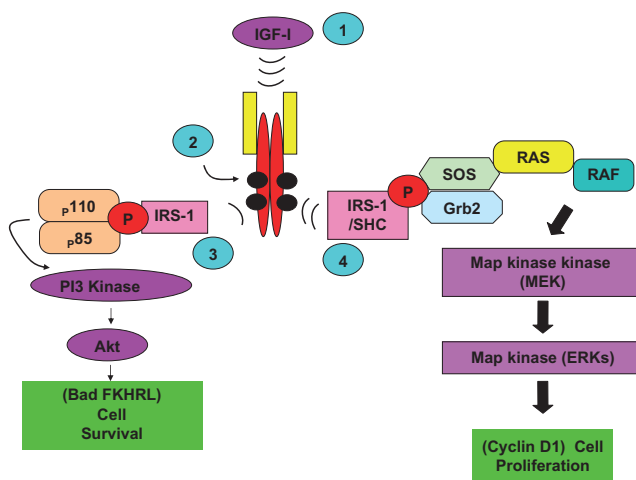 IGF-I
1
2
RAS
SOS
RAF
P
P110
P
IRS-1
IRS-1
/SHC
Grb2
P85
3
4
PI3 Kinase
Map kinase kinase
(MEK)
Akt
Map kinase (ERKs)
(Bad FKHRL)
Cell
Survival
(Cyclin D1) Cell
Proliferation